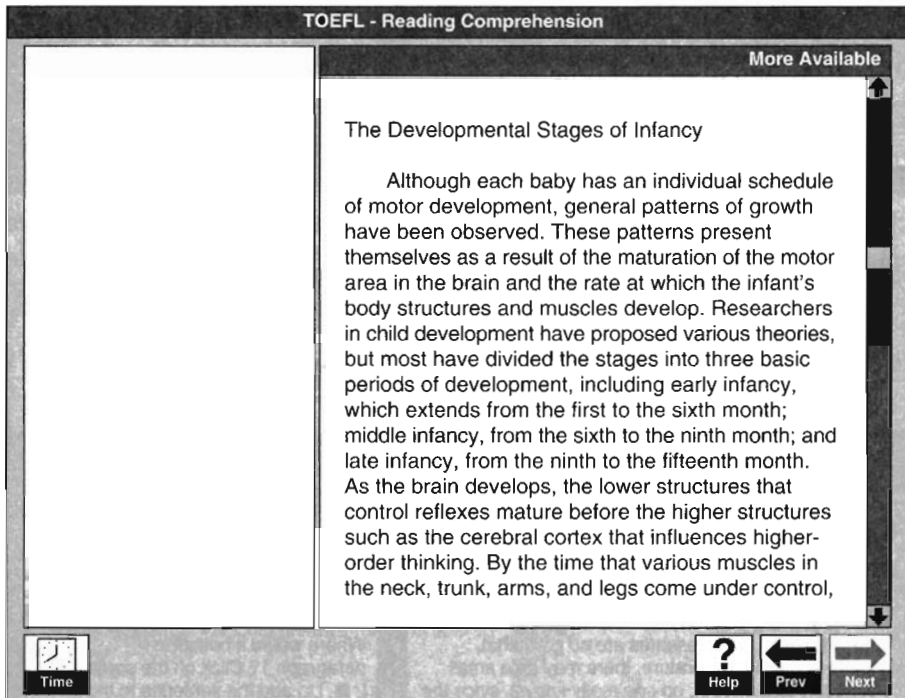 TOEFL - Reading Comprehension
More Available
The Developmental Stages of Infancy
Although each baby has an individual schedule
of motor development, general patterns of growth
have been observed. These patterns present
themselves as a result of the maturation of the motor
area in the brain and the rate at which the infant's
body structures and muscles develop. Researchers
in child development have proposed various theories,
but most have divided the stages into three basic
periods of development, including early infancy,
which extends from the first to the sixth month;
middle infancy, from the sixth to the ninth month; and
late infancy, from the ninth to the fifteenth month.
As the brain develops, the lower structures that
control reflexes mature before the higher structures
such as the cerebral cortex that influences higher-
order thinking. By the time that various muscles in
the neck, trunk, arms, and legs come under control,
Time
?
Help
Prev
Next